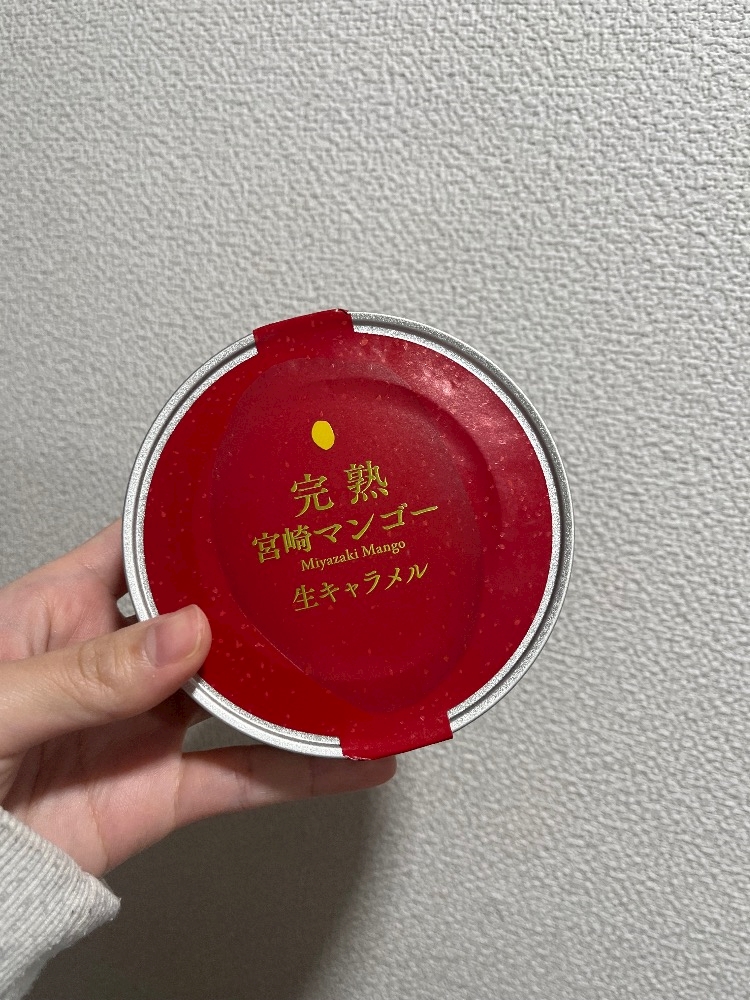 完熟
宮崎マンゴー
Miyazaki Mango
生キャラメル